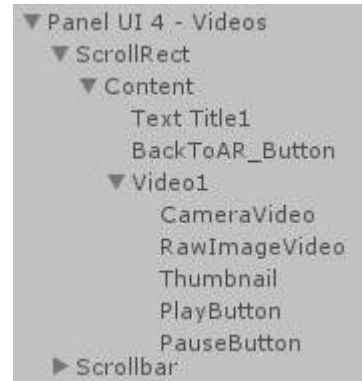 Panel UI 4 - Videos
ScrollRect
Content
Text Title1
BackToAR_Button
Video1
CameraVideo
RawImageVideo
Thumbnail
PlayButton
PauseButton
Scrollbar